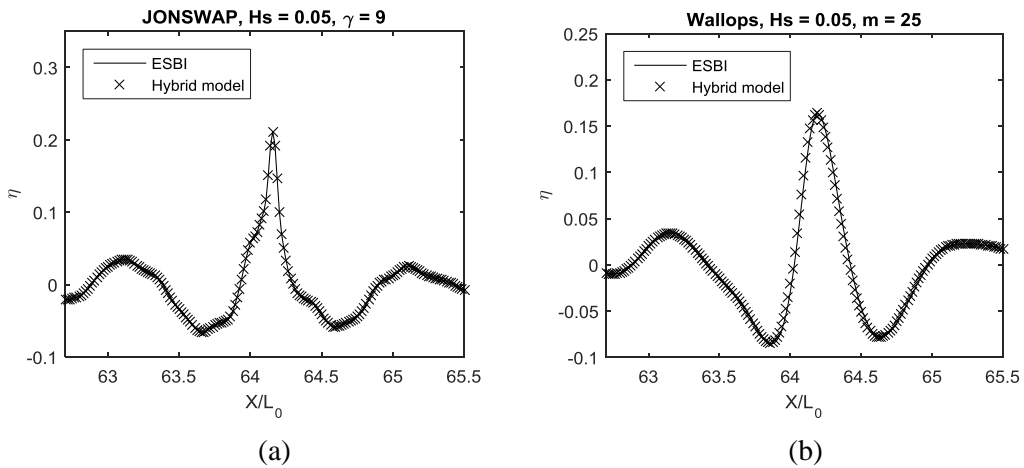 JONSWAP, Hs = 0.05, γ = 9
ESBI
Hybrid model
0.3
0.2
0.1
0
-0.1
η
63
63.5
64
64.5
65
65.5
X/L₀
(a)
Wallops, Hs = 0.05, m = 25
ESBI
Hybrid model
0.25
0.2
0.15
0.1
0.05
0
-0.05
-0.1
η
63
63.5
64
64.5
65
65.5
X/L₀
(b)